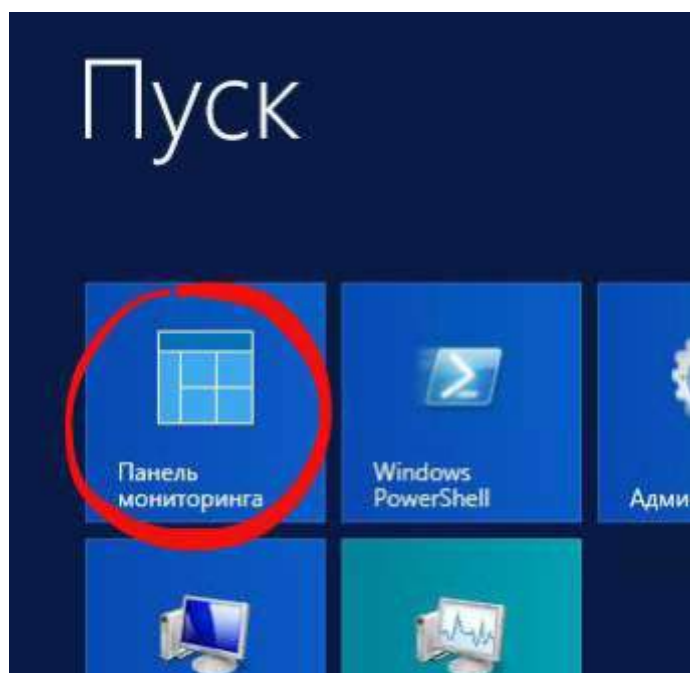 Пуск
Панель
мониторинга
Windows
PowerShell
Адми